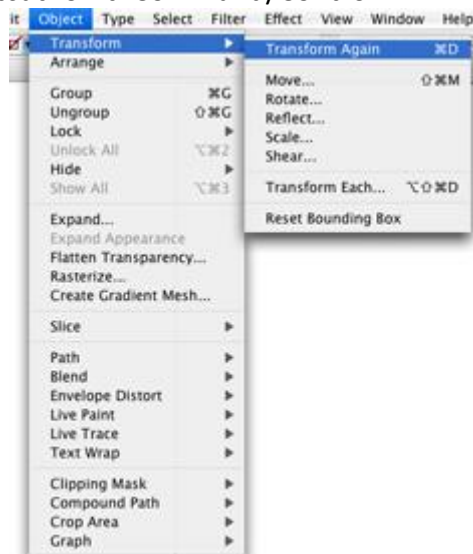 it Object Type Select Filter Effect View Window Help
Transform
Arrange
Group ⌘G
Ungroup ⇧⌘G
Lock
Unlock All ⌥⌘2
Hide
Show All ⌥⌘3
Expand...
Expand Appearance
Flatten Transparency...
Rasterize...
Create Gradient Mesh...
Slice
Path
Blend
Envelope Distort
Live Paint
Live Trace
Text Wrap
Clipping Mask
Compound Path
Crop Area
Graph
Transform Again ⌘D
Move... ⇧⌘M
Rotate...
Reflect...
Scale...
Shear...
Transform Each... ⌥⇧⌘D
Reset Bounding Box